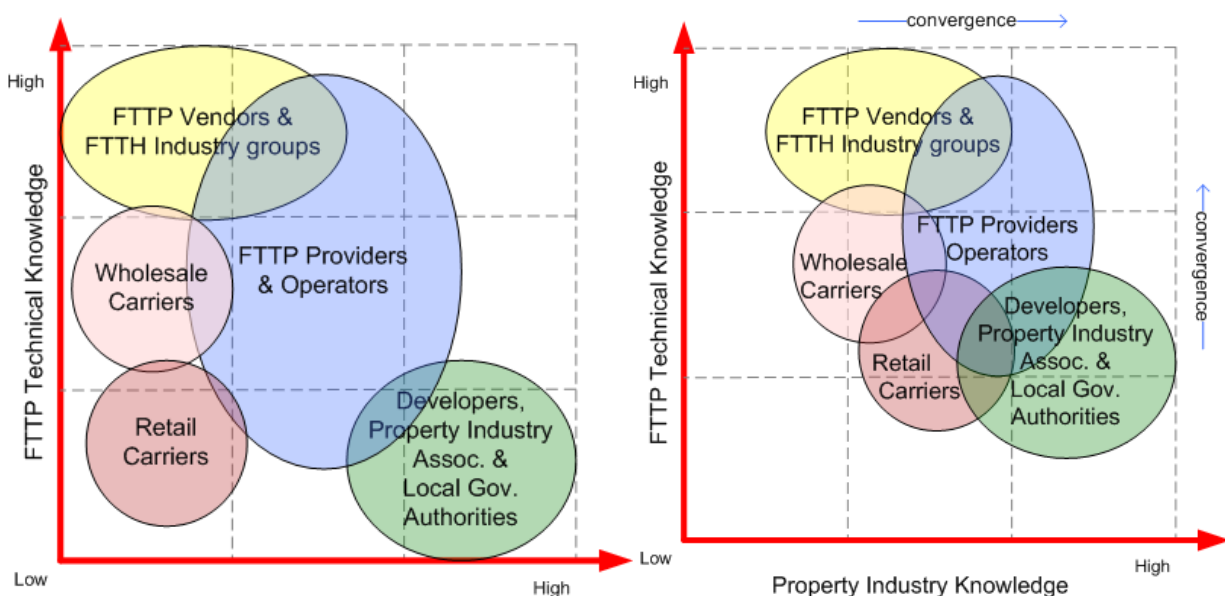 High
FTTP Technical Knowledge
FTTP Vendors &
FTTH Industry groups
Wholesale
Carriers
FTTP Providers
& Operators
Retail
Carriers
Developers,
Property Industry
Assoc. &
Local Gov.
Authorities
Low
High
convergence
High
FTTP Technical Knowledge
FTTP Vendors &
FTTH Industry groups
Wholesale
Carriers
FTTP Providers
Operators
Retail
Carriers
Developers,
Property Industry
Assoc. &
Local Gov.
Authorities
convergence
Low
High
Property Industry Knowledge